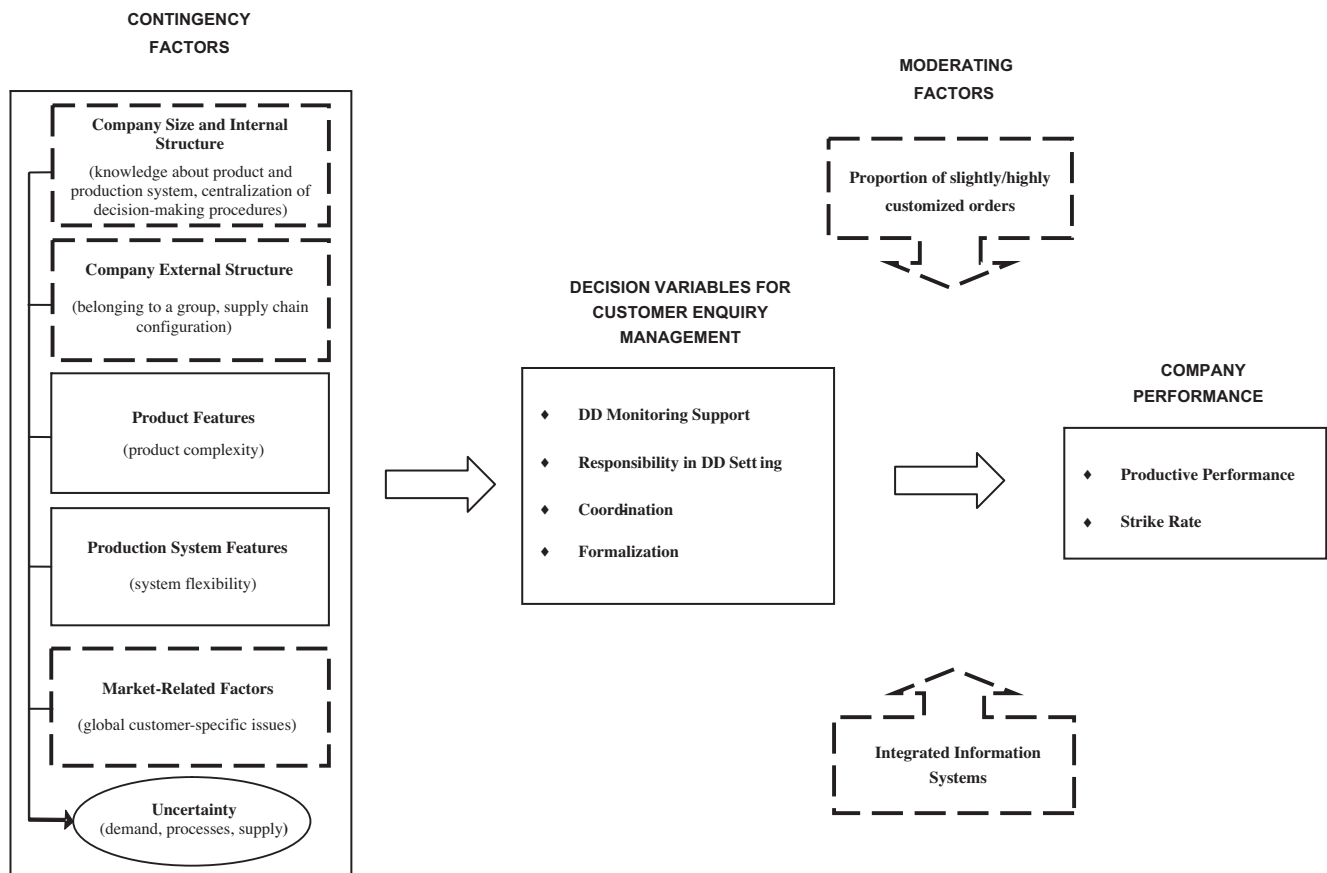 CONTINGENCY
FACTORS
Company Size and Internal
Structure
(knowledge about product and
production system, centralization of
decision-making procedures)
Company External Structure
(belonging to a group, supply chain
configuration)
Product Features
(product complexity)
Production System Features
(system flexibility)
Market-Related Factors
(global customer-specific issues)
Uncertainty
(demand, processes, supply)
DECISION VARIABLES FOR
CUSTOMER ENQUIRY
MANAGEMENT
♦ DD Monitoring Support
♦ Responsibility in DD Setting
♦ Coordination
♦ Formalization
MODERATING
FACTORS
Proportion of slightly/highly
customized orders
Integrated Information
Systems
COMPANY
PERFORMANCE
♦ Productive Performance
♦ Strike Rate